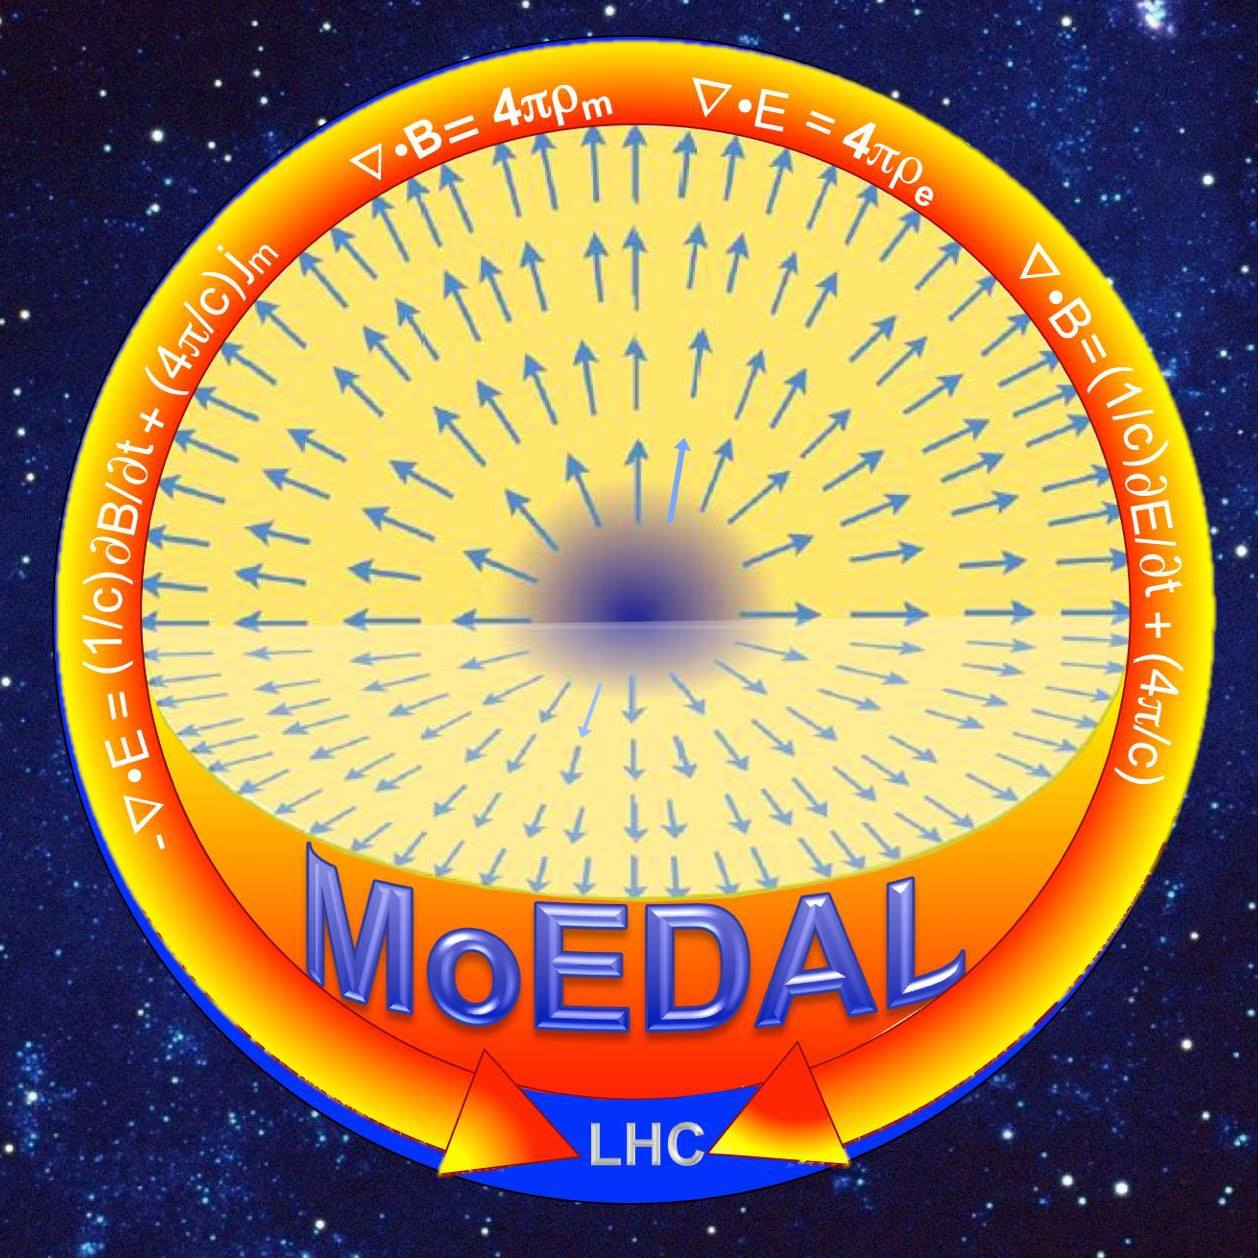 -∇•E = (1/c)∂B/∂t + (4π/c)jm
∇•B= 4πρm
∇•E = 4πρe
∇•B=(1/c)∂E/∂t + (4π/c)
MoEDAL
LHC